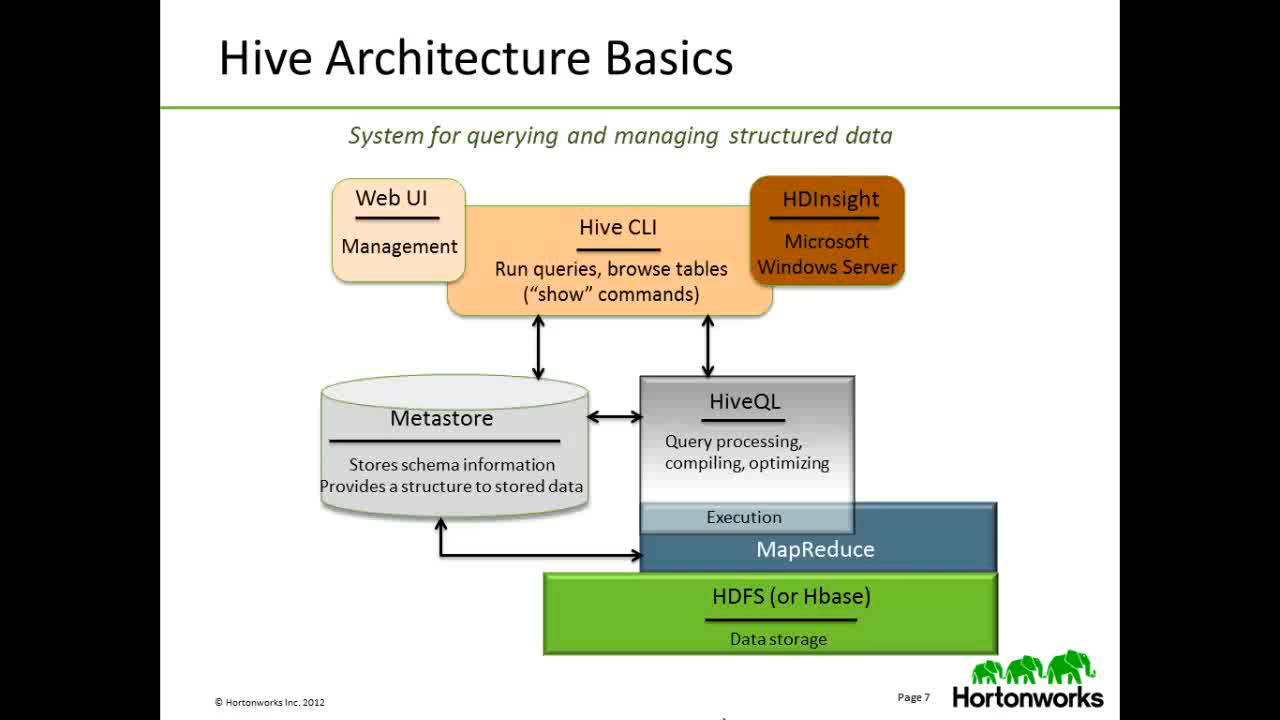 Hive Architecture Basics
System for querying and managing structured data
Web UI
Management
Hive CLI
Run queries, browse tables
(“show” commands)
HDInsight
Microsoft
Windows Server
Metastore
Stores schema information
Provides a structure to stored data
HiveQL
Query processing,
compiling, optimizing
Execution
MapReduce
HDFS (or Hbase)
Data storage
© Hortonworks Inc. 2012
Page 7
Hortonworks